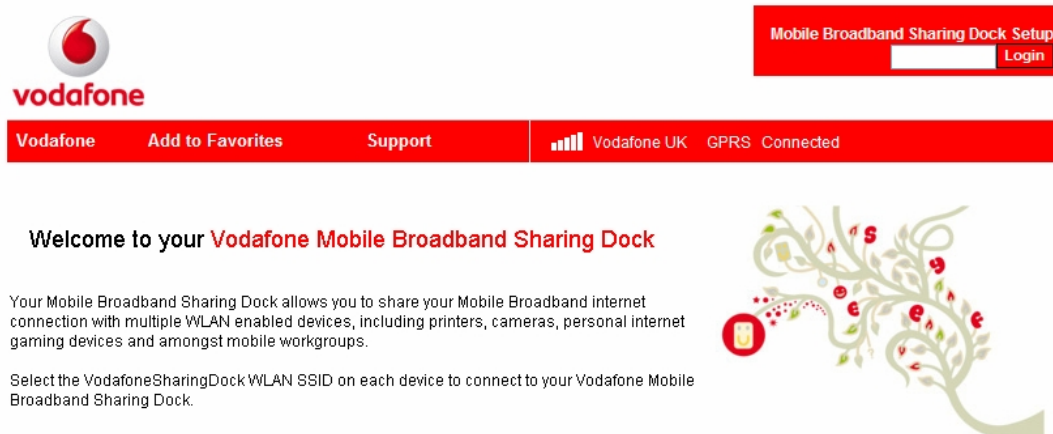 Mobile Broadband Sharing Dock Setup
Login
vodafone
Vodafone Add to Favorites Support Vodafone UK GPRS Connected
Welcome to your Vodafone Mobile Broadband Sharing Dock
Your Mobile Broadband Sharing Dock allows you to share your Mobile Broadband internet
connection with multiple WLAN enabled devices, including printers, cameras, personal internet
gaming devices and amongst mobile workgroups.
Select the VodafoneSharingDock WLAN SSID on each device to connect to your Vodafone Mobile
Broadband Sharing Dock.